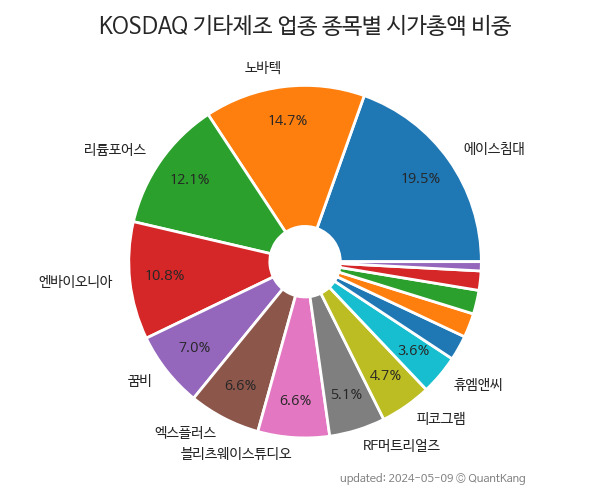 KOSDAQ 기타제조 업종 종목별 시가총액 비중
노바텍
14.7%
에이스침대
19.5%
리튬포어스
12.1%
엔바이오니아
10.8%
꿈비
7.0%
엑스플러스
6.6%
블리츠웨이스튜디오
6.6%
RF머트리얼즈
5.1%
피코그램
4.7%
휴엠앤씨
3.6%
updated: 2024-05-09 © QuantKang